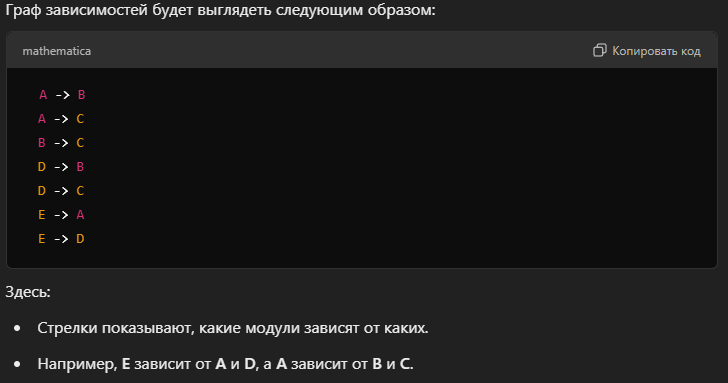 Граф зависимостей будет выглядеть следующим образом:
mathematica
Копировать код
A -> B
A -> C
B -> C
D -> B
D -> C
E -> A
E -> D
Здесь:
• Стрелки показывают, какие модули зависят от каких.
• Например, E зависит от A и D, а A зависит от B и C.